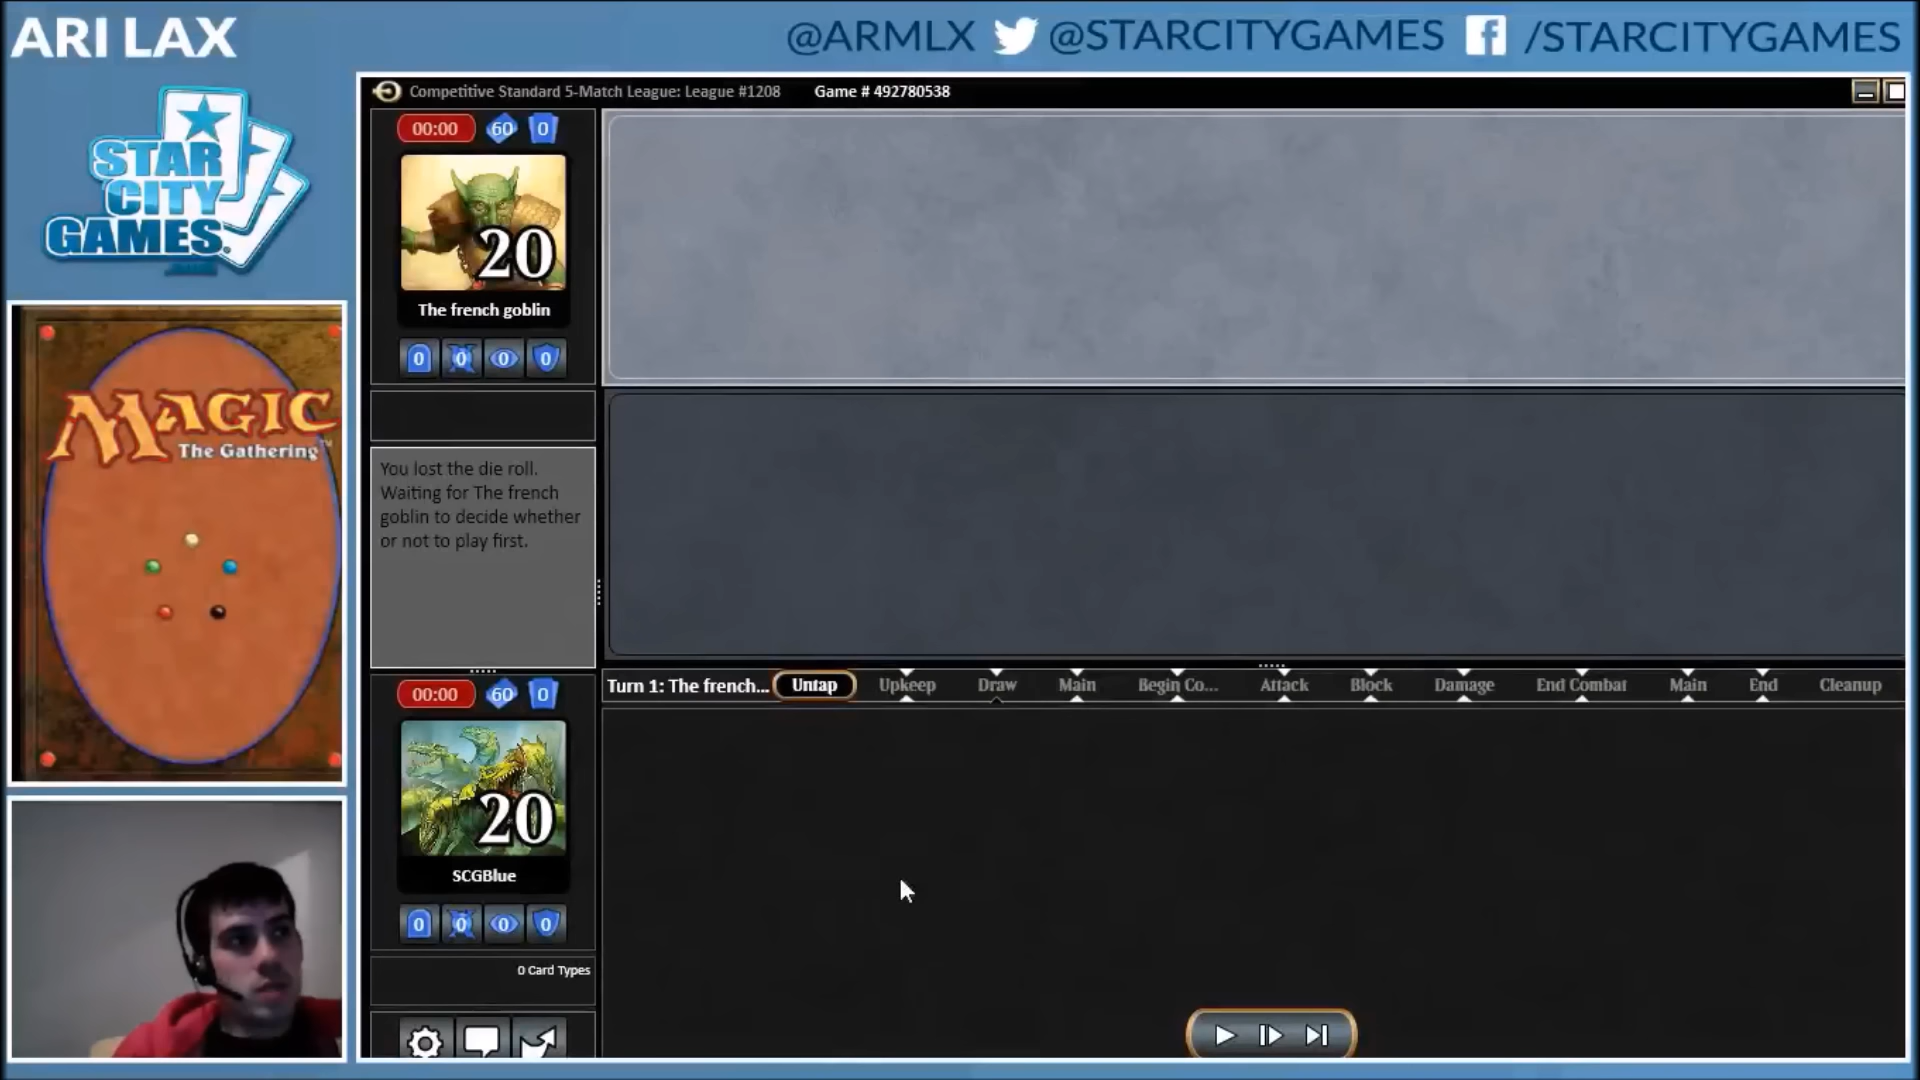 ARI LAX
@ARMLX @STARCITYGAMES /STARCITYGAMES
STAR
CITY
GAMES.
MAGIC
The Gathering
Competitive Standard 5-Match League: League #1208 Game # 492780538
00:00 60 0
20
The french goblin
0 0 0 0
You lost the die roll.
Waiting for The french
goblin to decide whether
or not to play first.
00:00 60 0
20
SCGBlue
0 0 0 0
0 Card Types
Turn 1: The french... Untap Upkeep Draw Main Begin Co... Attack Block Damage End Combat Main End Cleanup